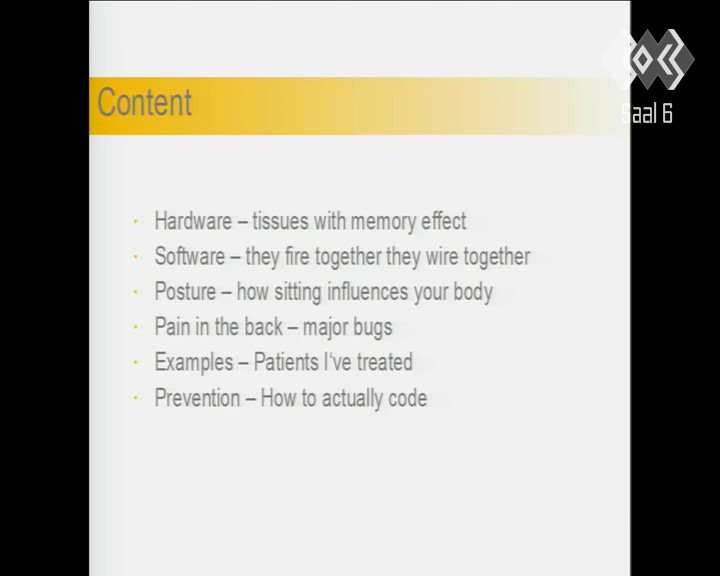 Content
Saal 6
· Hardware – tissues with memory effect
· Software – they fire together they wire together
· Posture – how sitting influences your body
· Pain in the back – major bugs
· Examples – Patients I've treated
· Prevention – How to actually code